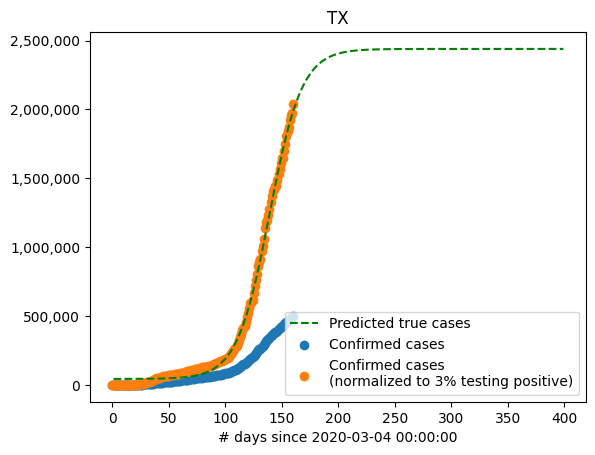 TX
2,500,000
2,000,000
1,500,000
1,000,000
500,000
0
Predicted true cases
Confirmed cases
Confirmed cases
(normalized to 3% testing positive)
0 50 100 150 200 250 300 350 400
# days since 2020-03-04 00:00:00